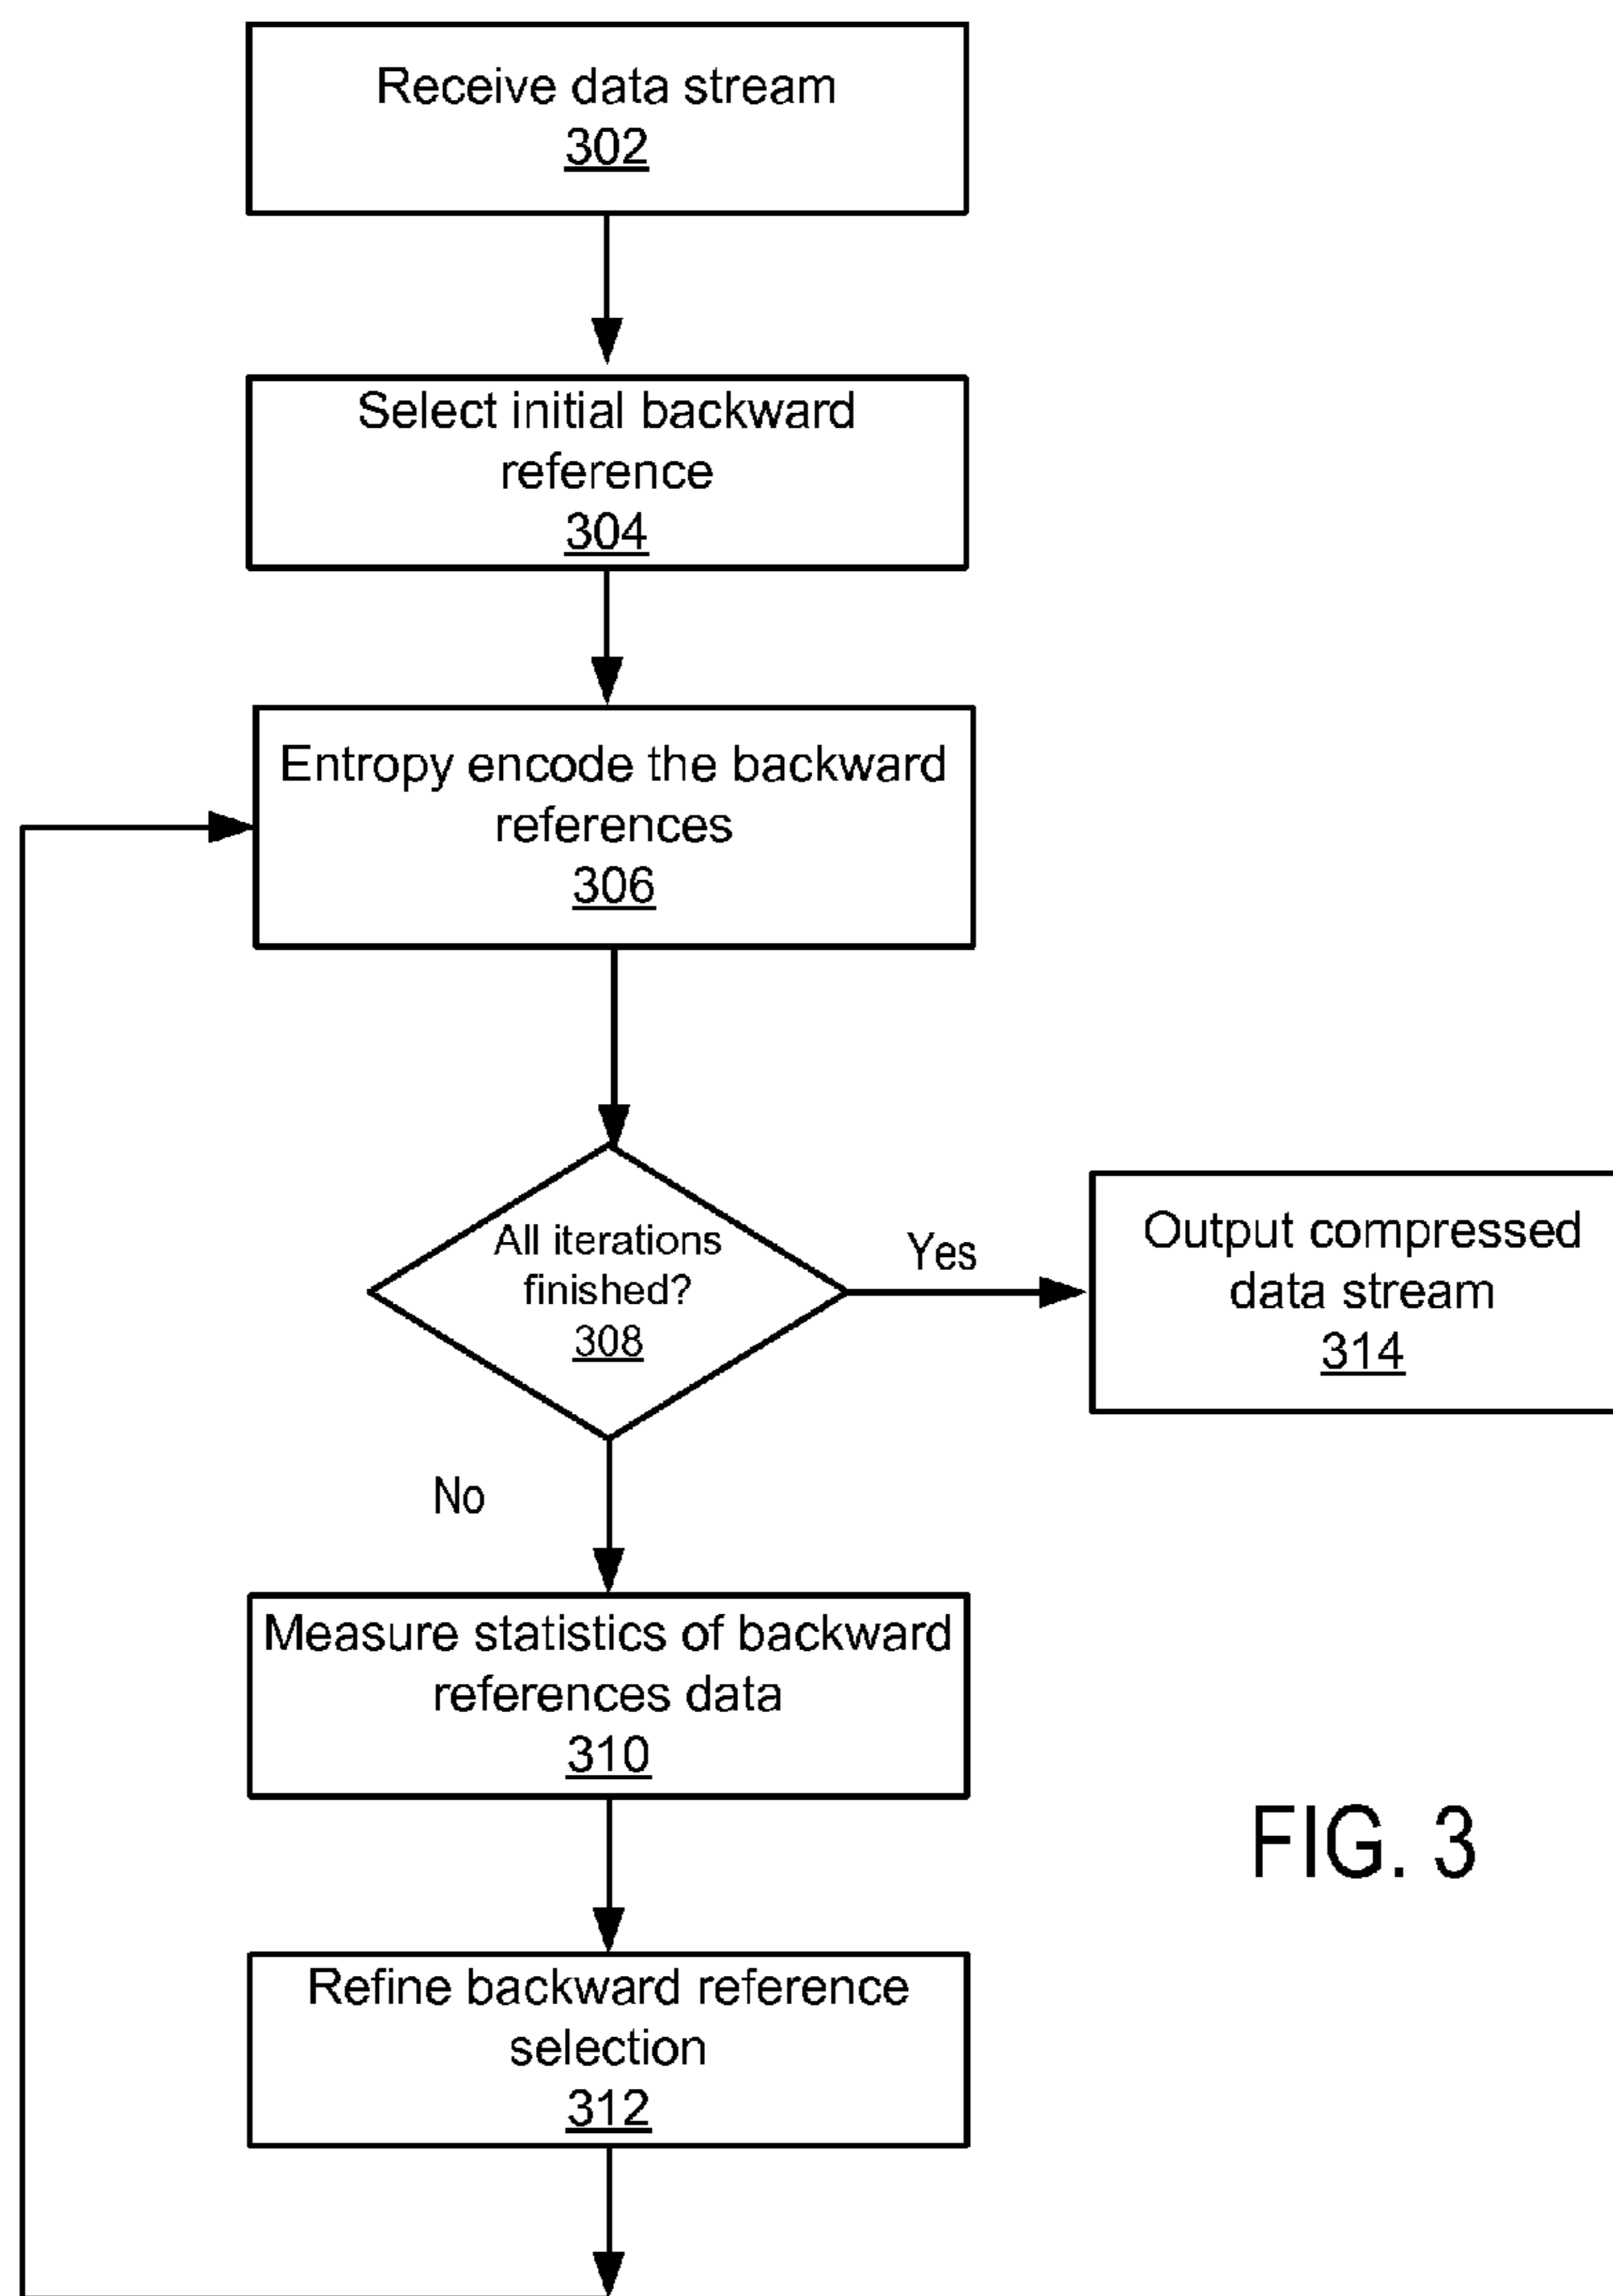 Receive data stream
302
Select initial backward
reference
304
Entropy encode the backward
references
306
All iterations
finished?
308
Yes
Output compressed
data stream
314
No
Measure statistics of backward
references data
310
Refine backward reference
selection
312
FIG. 3